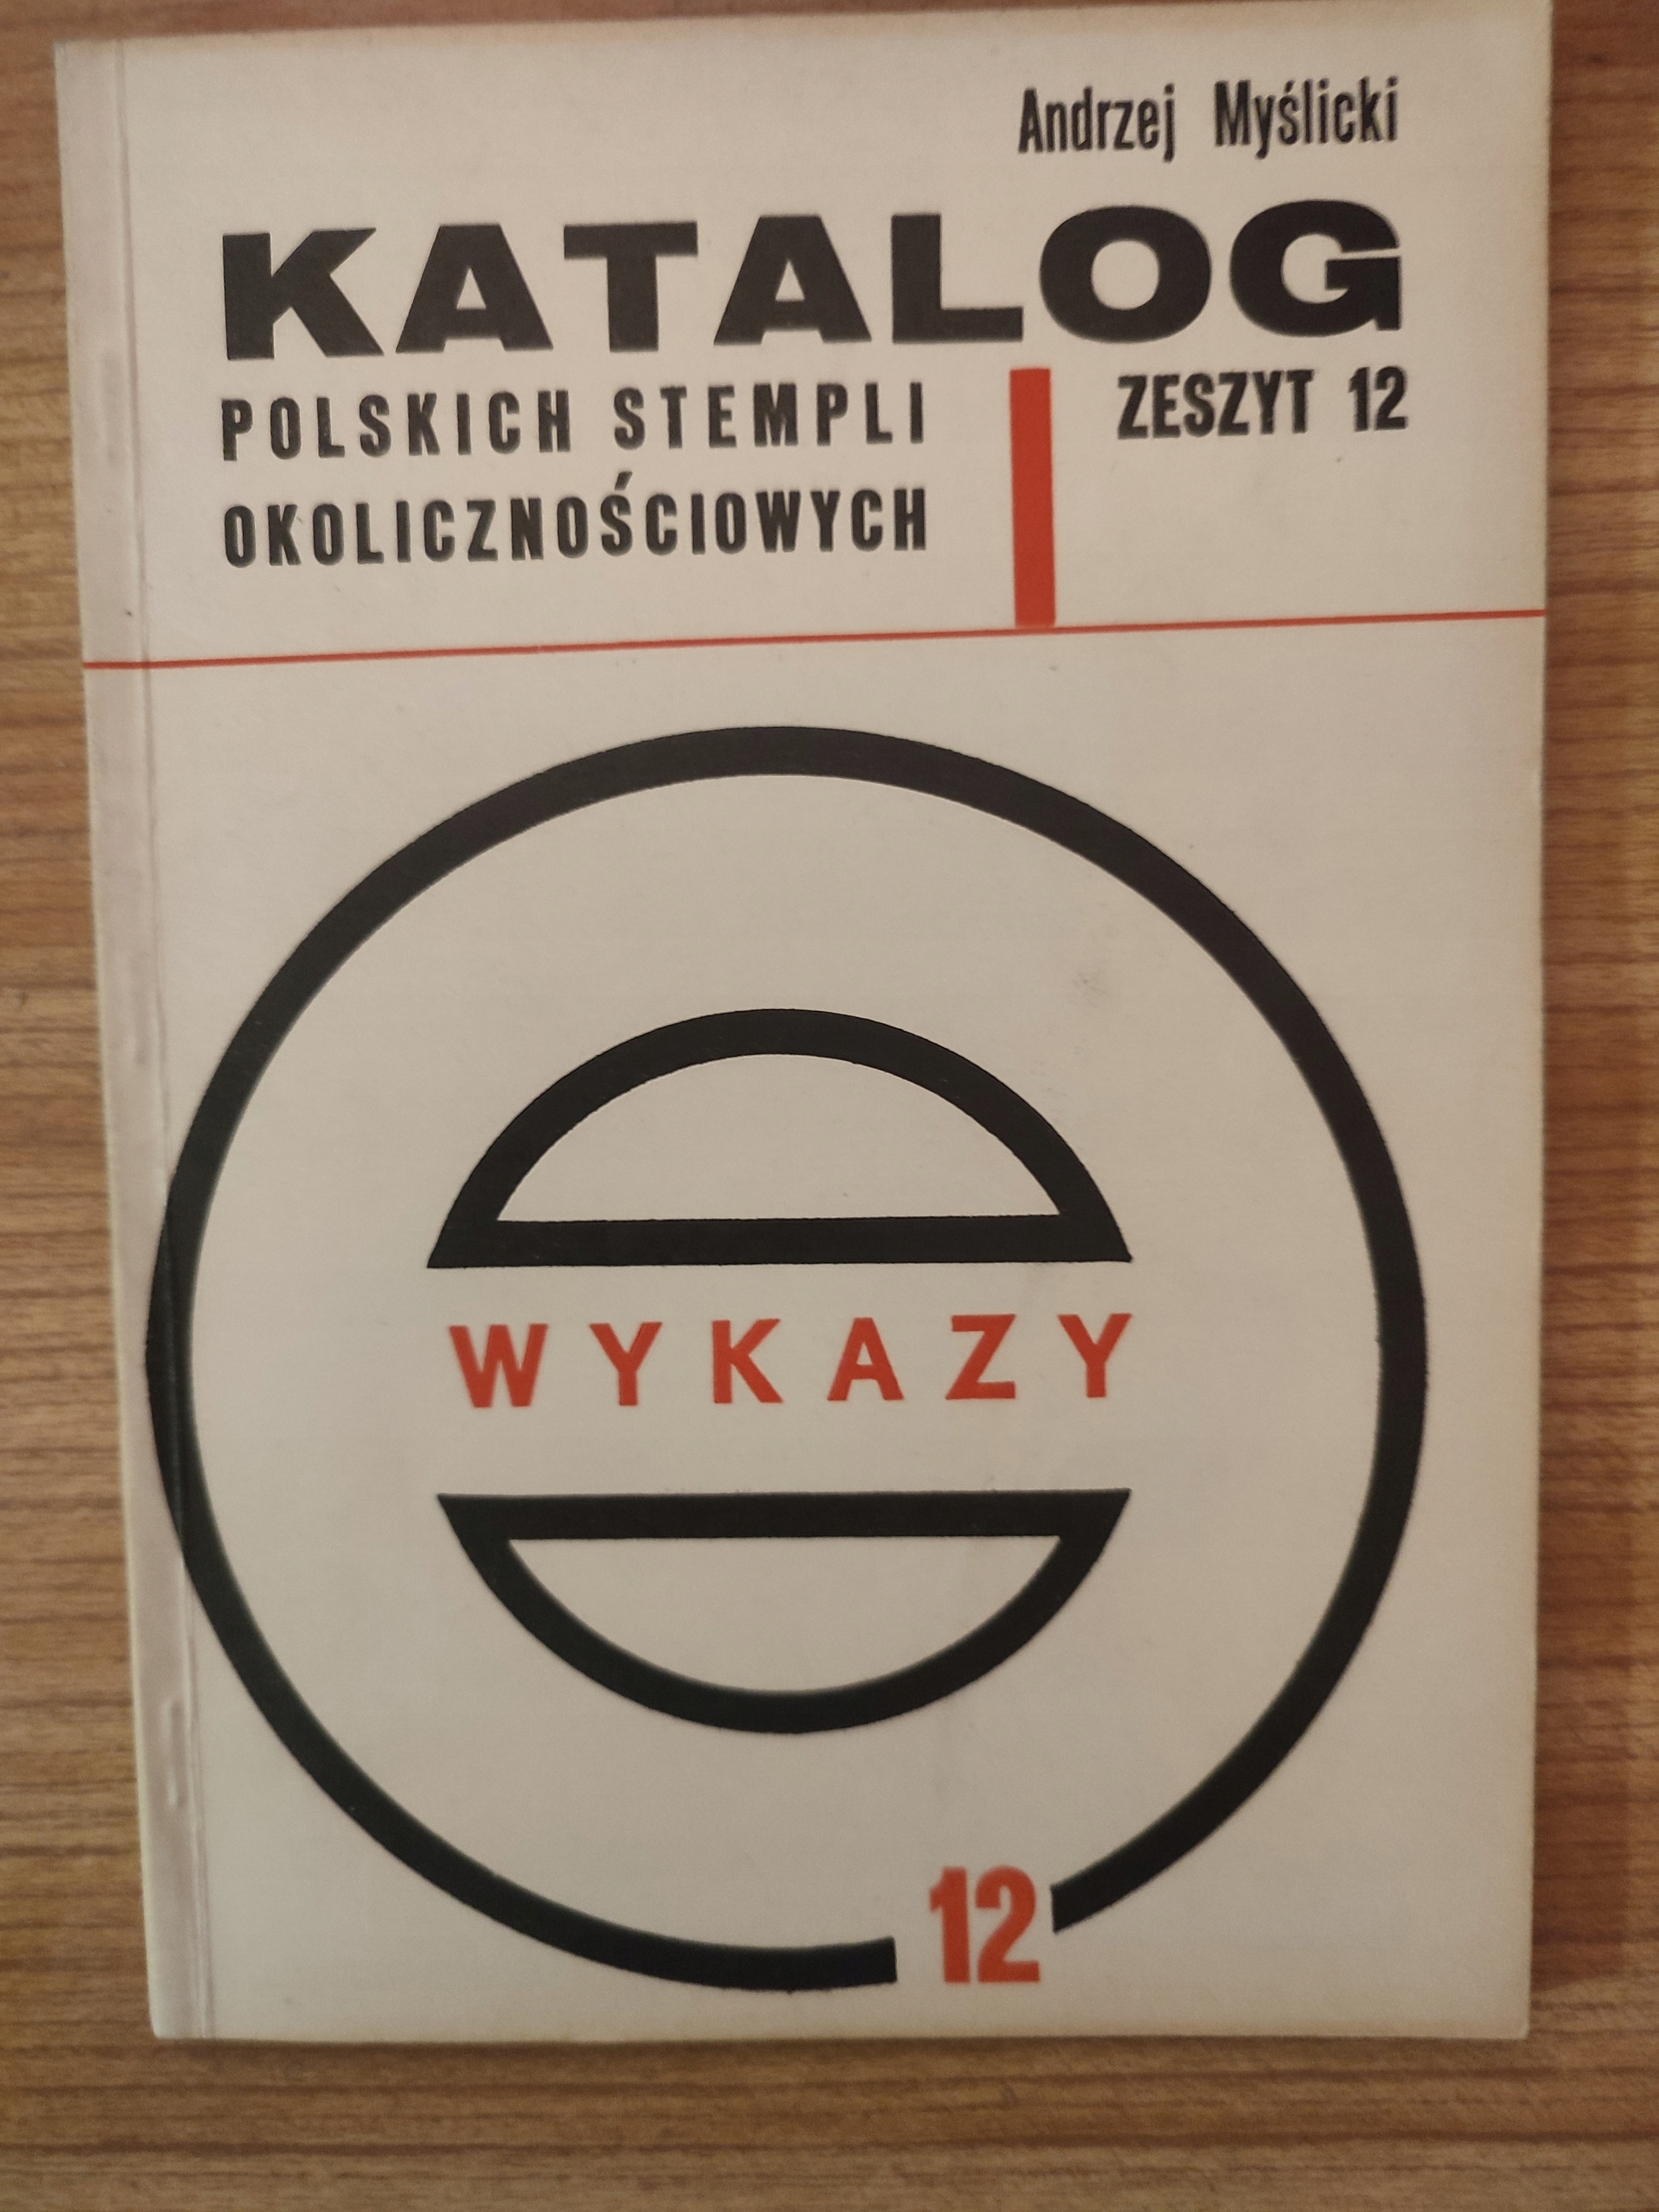 Andrzej Myślicki
KATALOG
POLSKICH STEMPLI
OKOLICZNOŚCIOWYCH
ZESZYT 12
WYKAZY
12